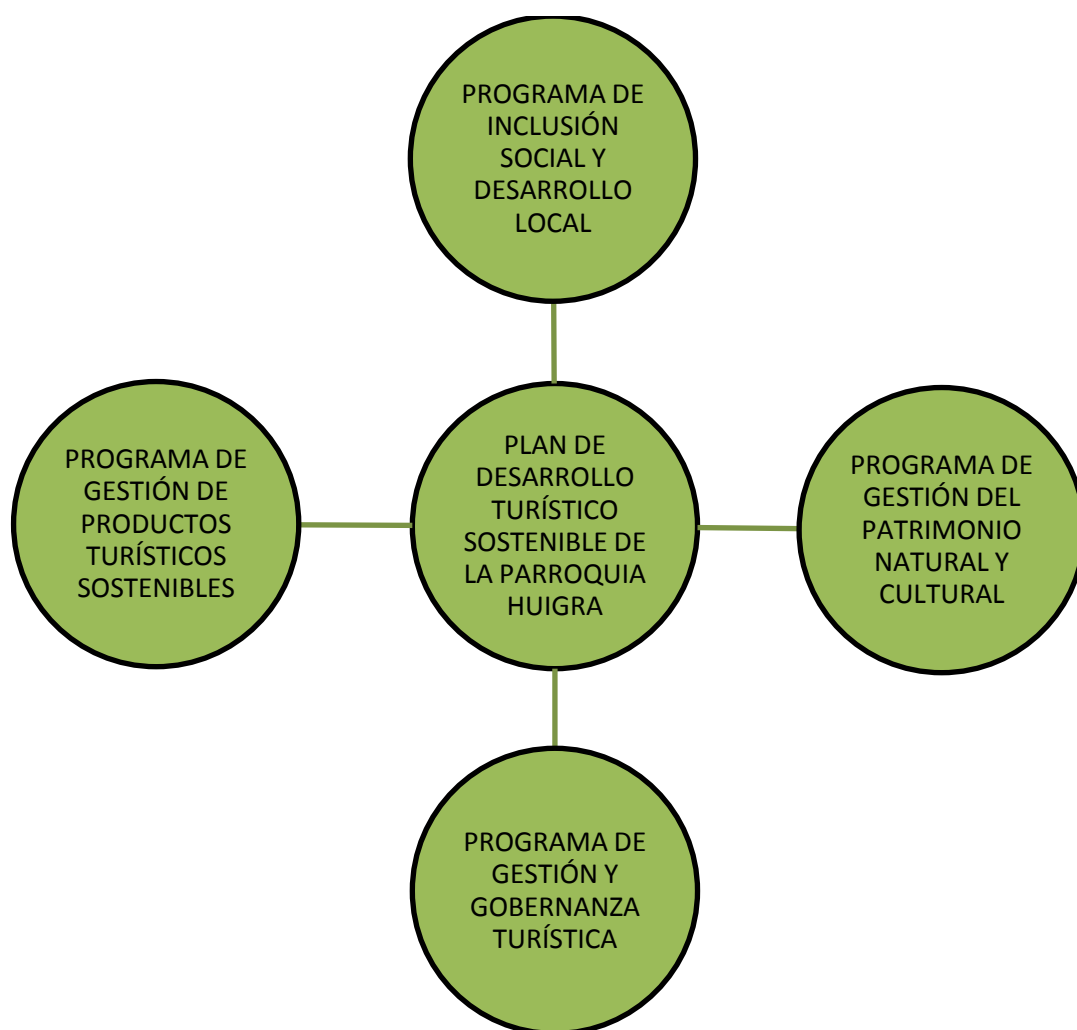 PROGRAMA DE
INCLUSIÓN
SOCIAL Y
DESARROLLO
LOCAL
PROGRAMA DE
GESTIÓN DE
PRODUCTOS
TURÍSTICOS
SOSTENIBLES
PLAN DE
DESARROLLO
TURÍSTICO
SOSTENIBLE DE
LA PARROQUIA
HUIGRA
PROGRAMA DE
GESTIÓN DEL
PATRIMONIO
NATURAL Y
CULTURAL
PROGRAMA DE
GESTIÓN Y
GOBERNANZA
TURÍSTICA